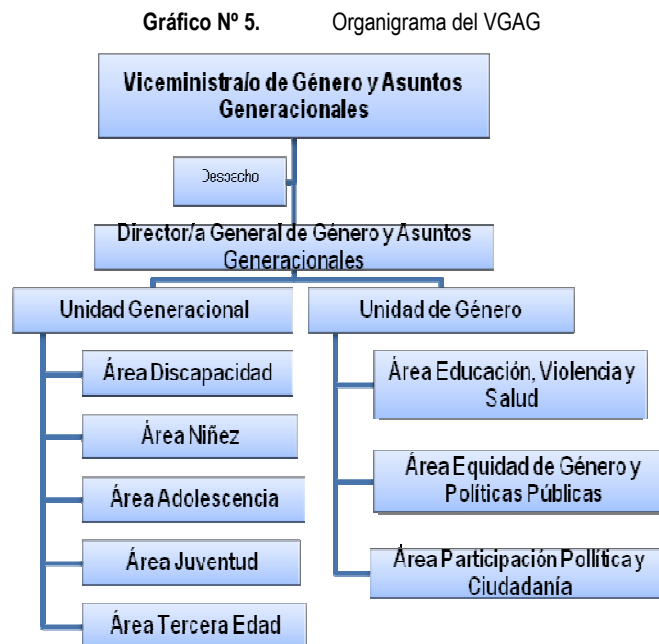 Gráfico Nº 5. Organigrama del VGAG
Viceministra/o de Género y Asuntos
Generacionales
Despacho
Director/a General de Género y Asuntos
Generacionales
Unidad Generacional
Unidad de Género
Área Discapacidad
Área Niñez
Área Adolescencia
Área Juventud
Área Tercera Edad
Área Educación, Violencia y
Salud
Área Equidad de Género y
Políticas Públicas
Área Participación Pollítica y
Ciudadanía